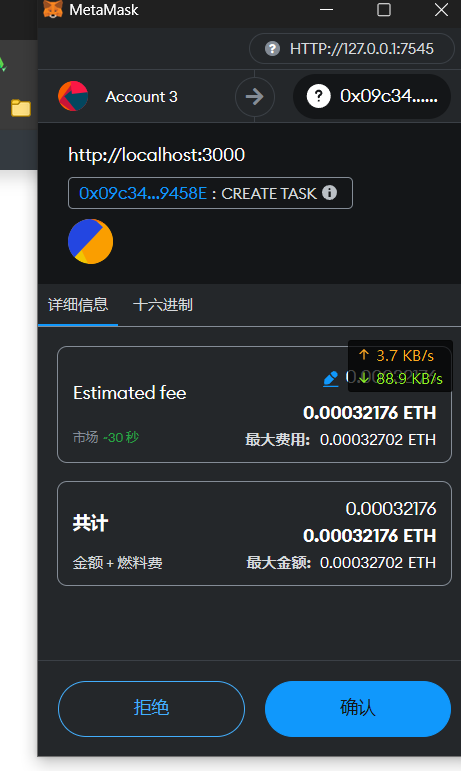 MetaMask
HTTP://127.0.0.1:7545
Account 3
0x09c34......
http://localhost:3000
0x09c34...9458E : CREATE TASK
详细信息
十六进制
↑ 3.7 KB/s
↓ 88.9 KB/s
Estimated fee
0.00032176
0.00032176 ETH
市场 ~30 秒
最大费用: 0.00032702 ETH
0.00032176
共计
0.00032176 ETH
金额 + 燃料费
最大金额: 0.00032702 ETH
拒绝
确认